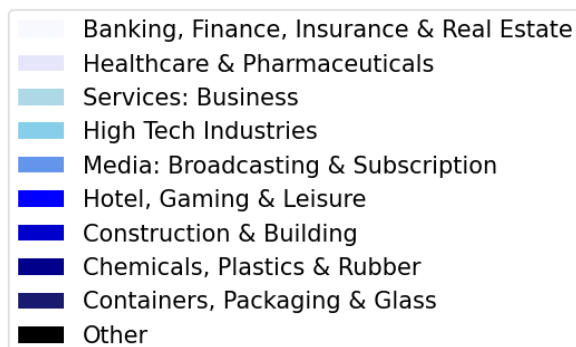 Banking, Finance, Insurance & Real Estate
Healthcare & Pharmaceuticals
Services: Business
High Tech Industries
Media: Broadcasting & Subscription
Hotel, Gaming & Leisure
Construction & Building
Chemicals, Plastics & Rubber
Containers, Packaging & Glass
Other